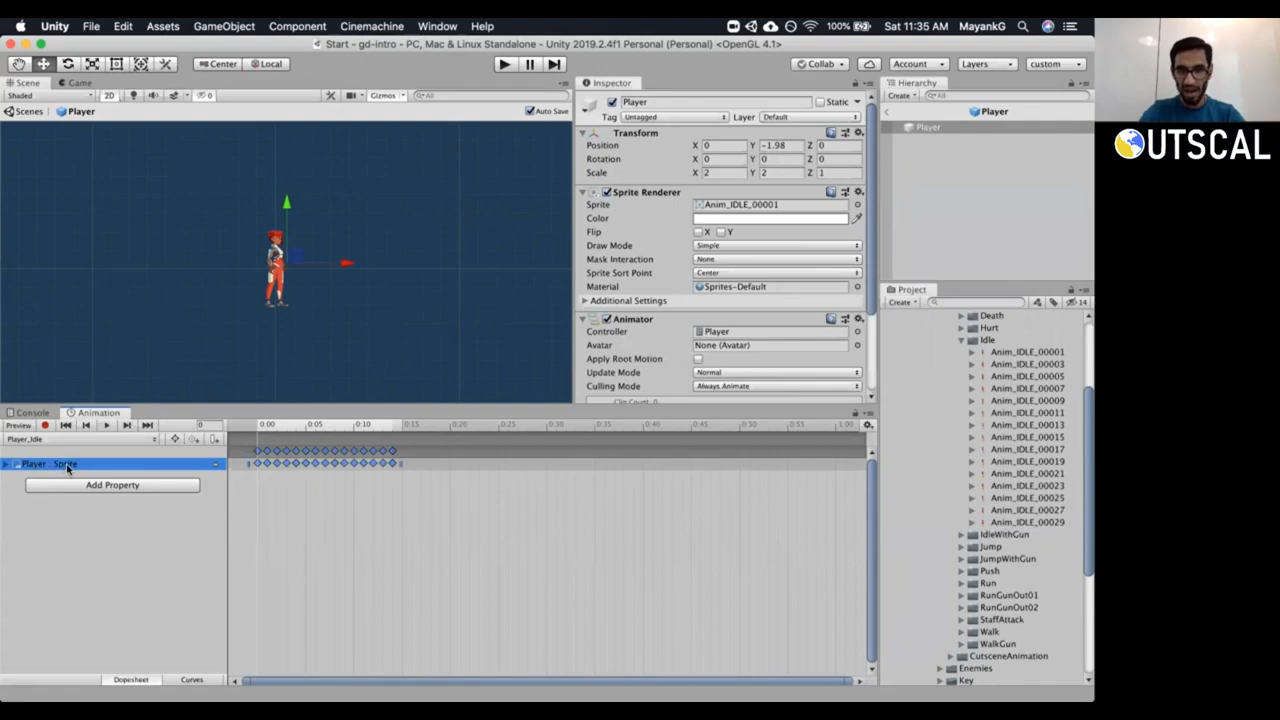 Unity File Edit Assets GameObject Component Cinemachine Window Help 100% Sat 11:35 AM MayankG
Start - gd-intro - PC, Mac & Linux Standalone - Unity 2019.2.4f1 Personal (Personal) <OpenGL 4.1>
Center Local Collab Account Layers custom
Scene Game
Shaded 2D 0 Gizmos All
Scenes Player Auto Save
Inspector
Player Static
Tag Untagged Layer Default
Transform
Position X 0 Y -1.98 Z 0
Rotation X 0 Y 0 Z 0
Scale X 2 Y 2 Z 1
Sprite Renderer
Sprite Anim_IDLE_00001
Color
Flip X Y
Draw Mode Simple
Mask Interaction None
Sprite Sort Point Center
Material Sprites-Default
Additional Settings
Animator
Controller Player
Avatar None (Avatar)
Apply Root Motion
Update Mode Normal
Culling Mode Always Animate
Clip Count: 0
Hierarchy
Create All
Player
Player
Project
Create 14
Death
Hurt
Idle
Anim_IDLE_00001
Anim_IDLE_00003
Anim_IDLE_00005
Anim_IDLE_00007
Anim_IDLE_00009
Anim_IDLE_00011
Anim_IDLE_00013
Anim_IDLE_00015
Anim_IDLE_00017
Anim_IDLE_00019
Anim_IDLE_00021
Anim_IDLE_00023
Anim_IDLE_00025
Anim_IDLE_00027
Anim_IDLE_00029
IdleWithGun
Jump
JumpWithGun
Push
Run
RunGunOut01
RunGunOut02
StaffAttack
Walk
WalkGun
CutsceneAnimation
Enemies
Key
Console Animation
Preview 0 0:00 0:05 0:10 0:15 0:30 0:35 0:40 0:45 0:50 0:55 1:00
Player_Idle
Player : Sprite
Add Property
Dopesheet Curves
OUTSCAL